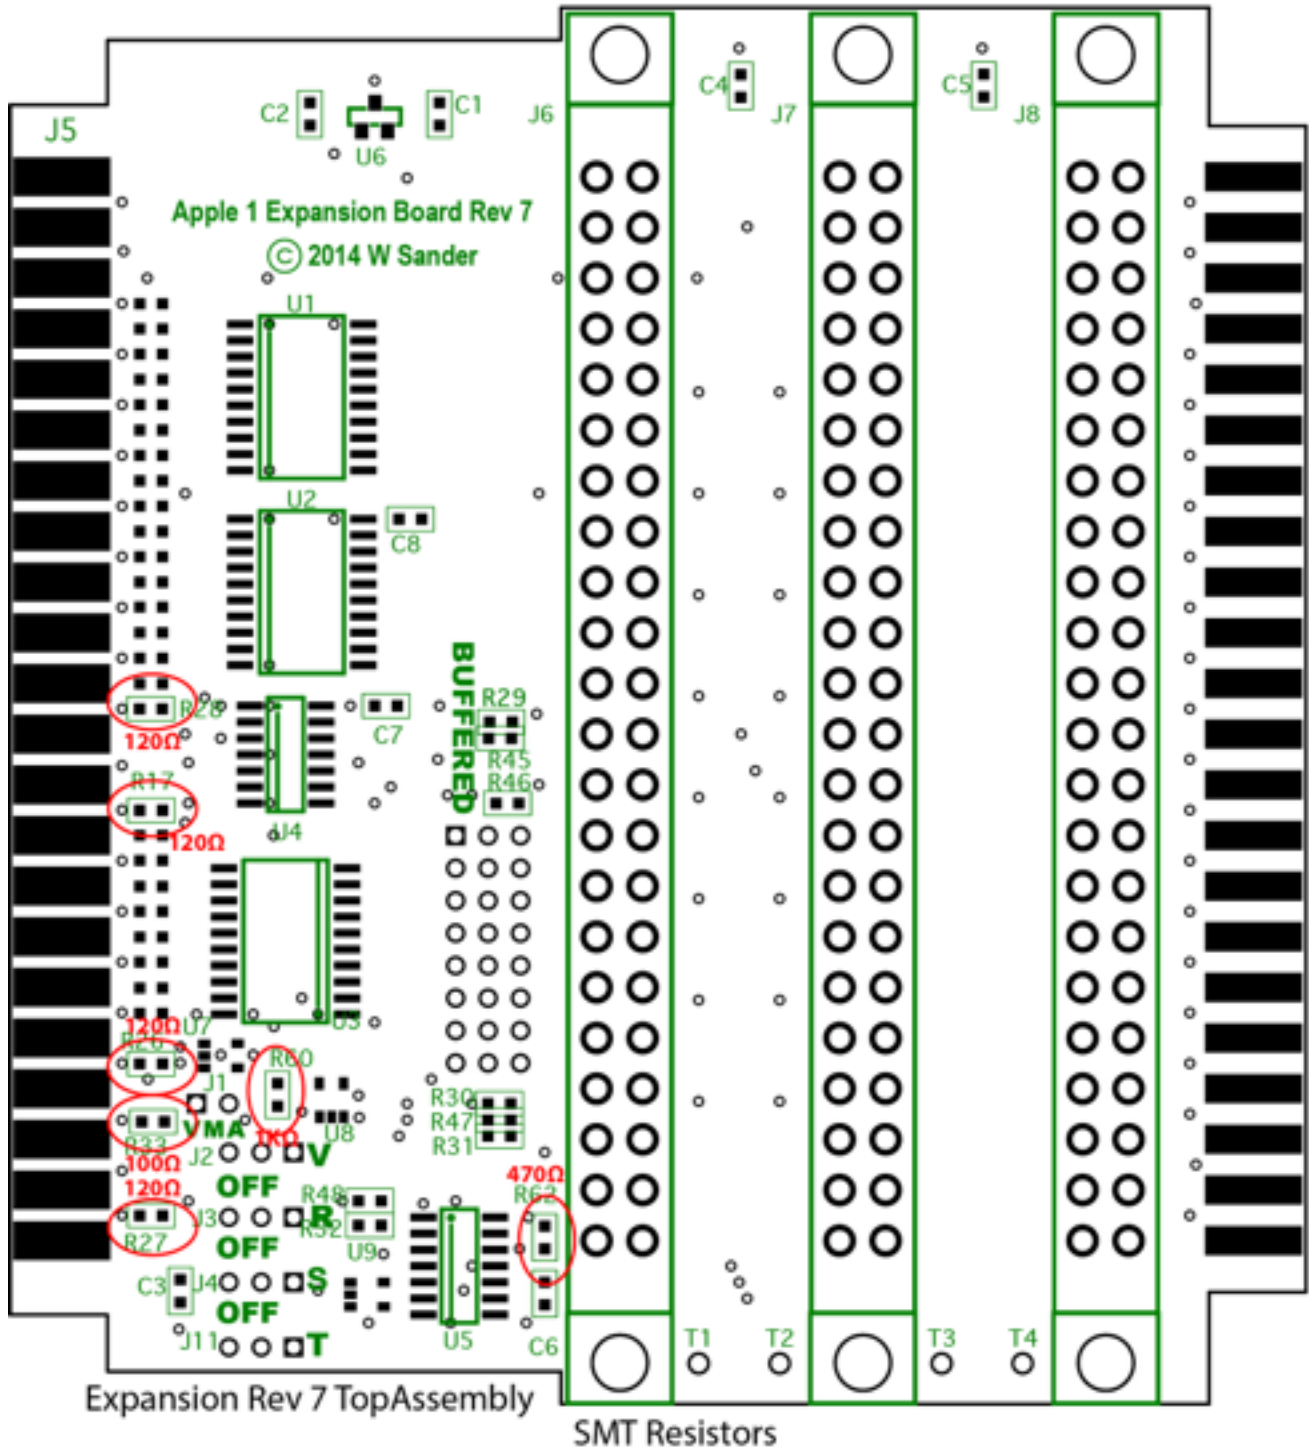 J5
C2
C1
U6
J6
C4
J7
C5
J8
Apple 1 Expansion Board Rev 7
© 2014 W Sander
U1
U2
C8
BUFFERED
R28
120Ω
C7
R29
R45
R46
R17
120Ω
U4
U3
120Ω
R26
U7
R60
J1
VMA
1KΩ
U8
R30
R47
R31
R33
100Ω
J2
V
OFF
120Ω
R27
J3
R
OFF
R48
R32
U9
470Ω
R62
C3
J4
S
OFF
J11
T
U5
C6
T1
T2
T3
T4
Expansion Rev 7 TopAssembly
SMT Resistors